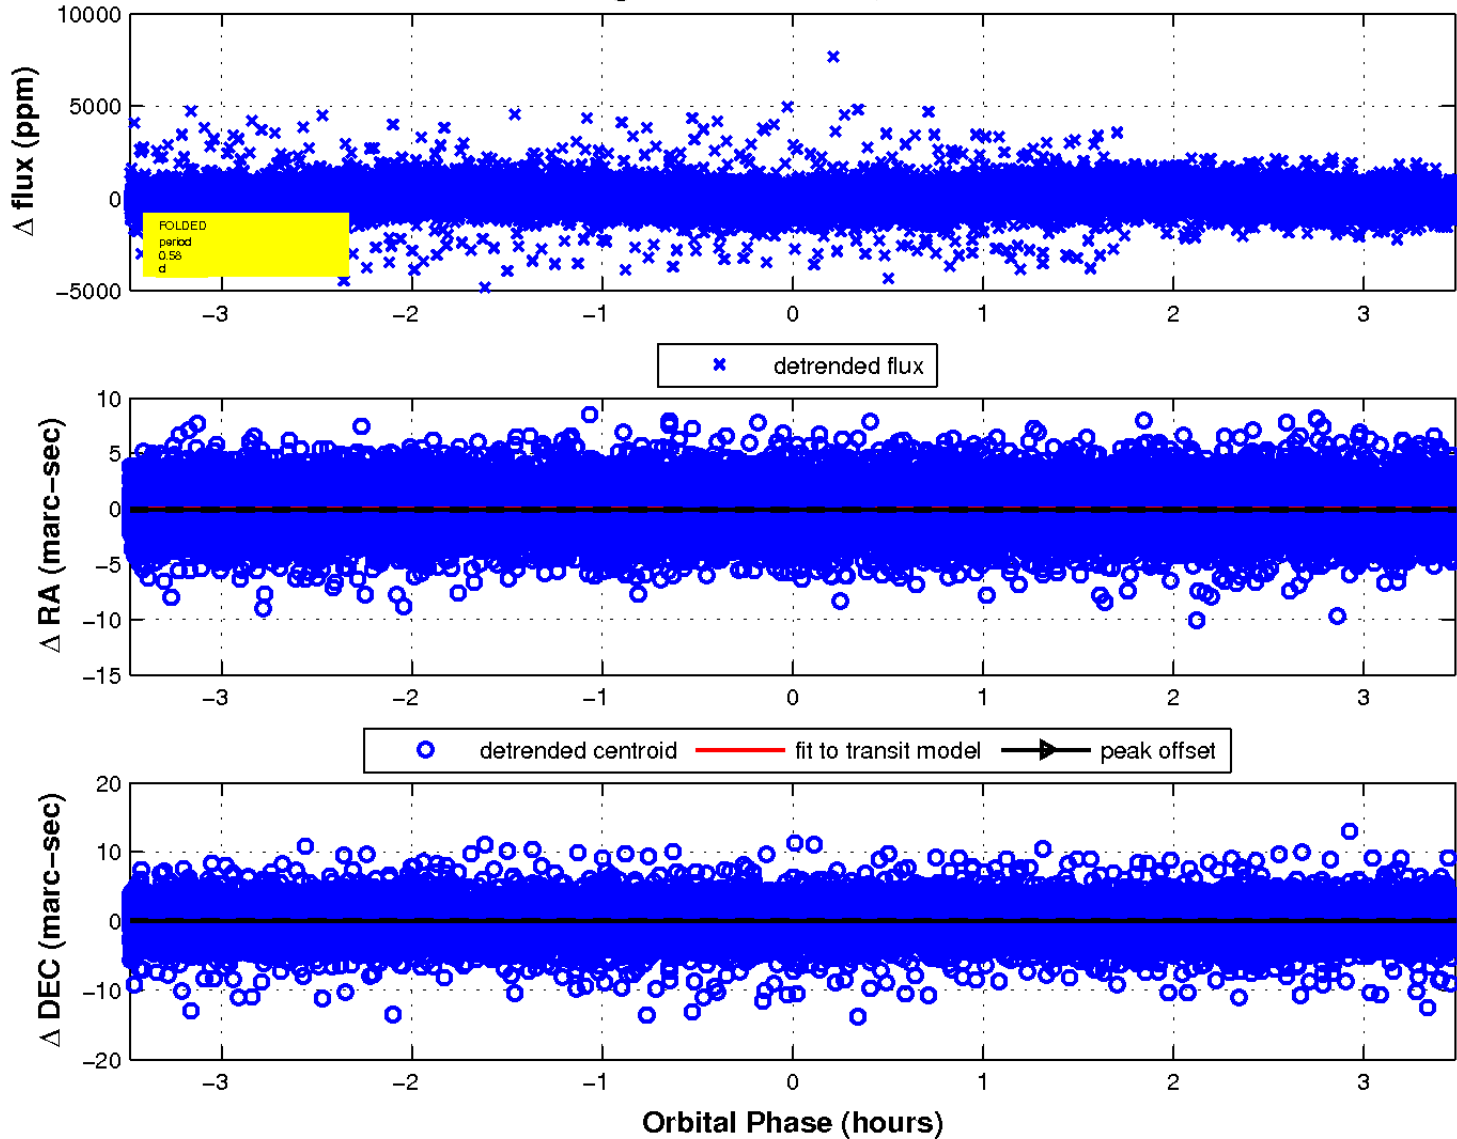 10000
5000
0
−5000
Δ flux (ppm)
FOLDED
period
0.58
d
−3 −2 −1 0 1 2 3
detrended flux
10
5
0
−5
−10
−15
Δ RA (marc−sec)
−3 −2 −1 0 1 2 3
detrended centroid fit to transit model peak offset
20
10
0
−10
−20
Δ DEC (marc−sec)
−3 −2 −1 0 1 2 3
Orbital Phase (hours)